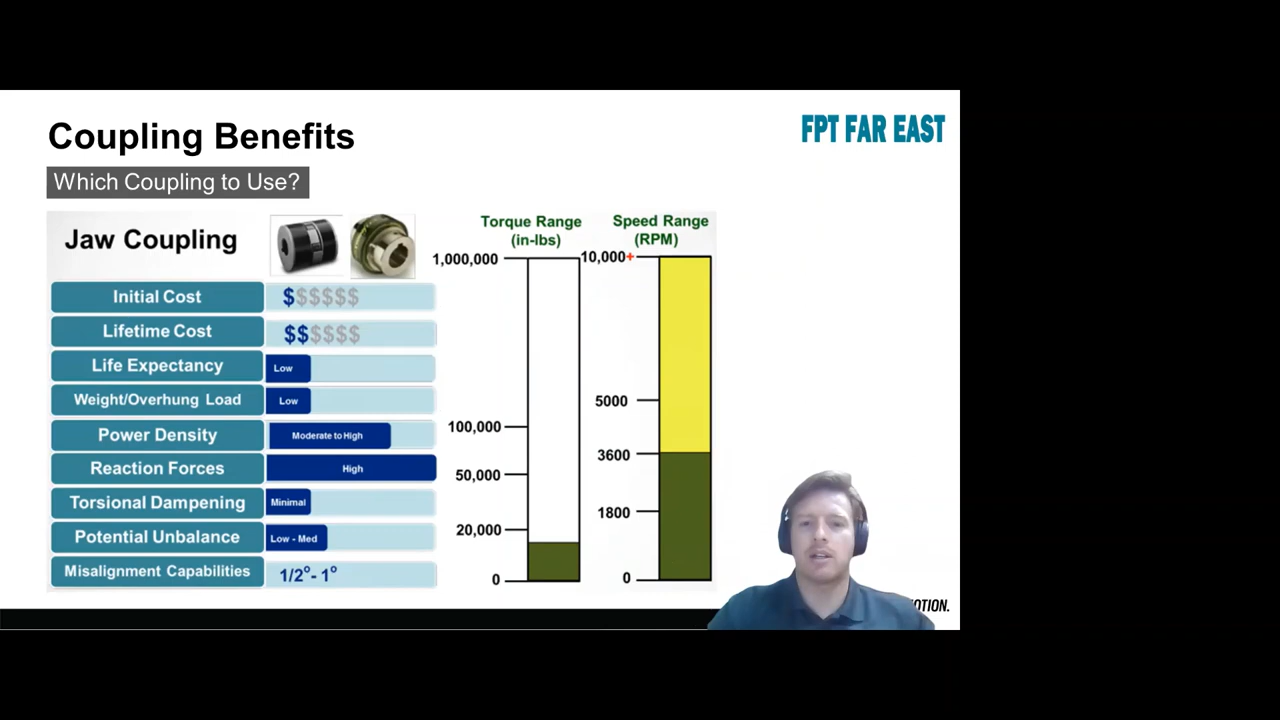 Coupling Benefits
FPT FAR EAST
Which Coupling to Use?
Jaw Coupling
Torque Range
(in-lbs)
Speed Range
(RPM)
1,000,000
10,000+
Initial Cost $$$$$$
Lifetime Cost $$$$$$
Life Expectancy Low
Weight/Overhung Load Low
5000
Power Density Moderate to High
100,000
3600
Reaction Forces High
50,000
Torsional Dampening Minimal
1800
20,000
Potential Unbalance Low - Med
Misalignment Capabilities 1/2°- 1°
0
0
OTION.